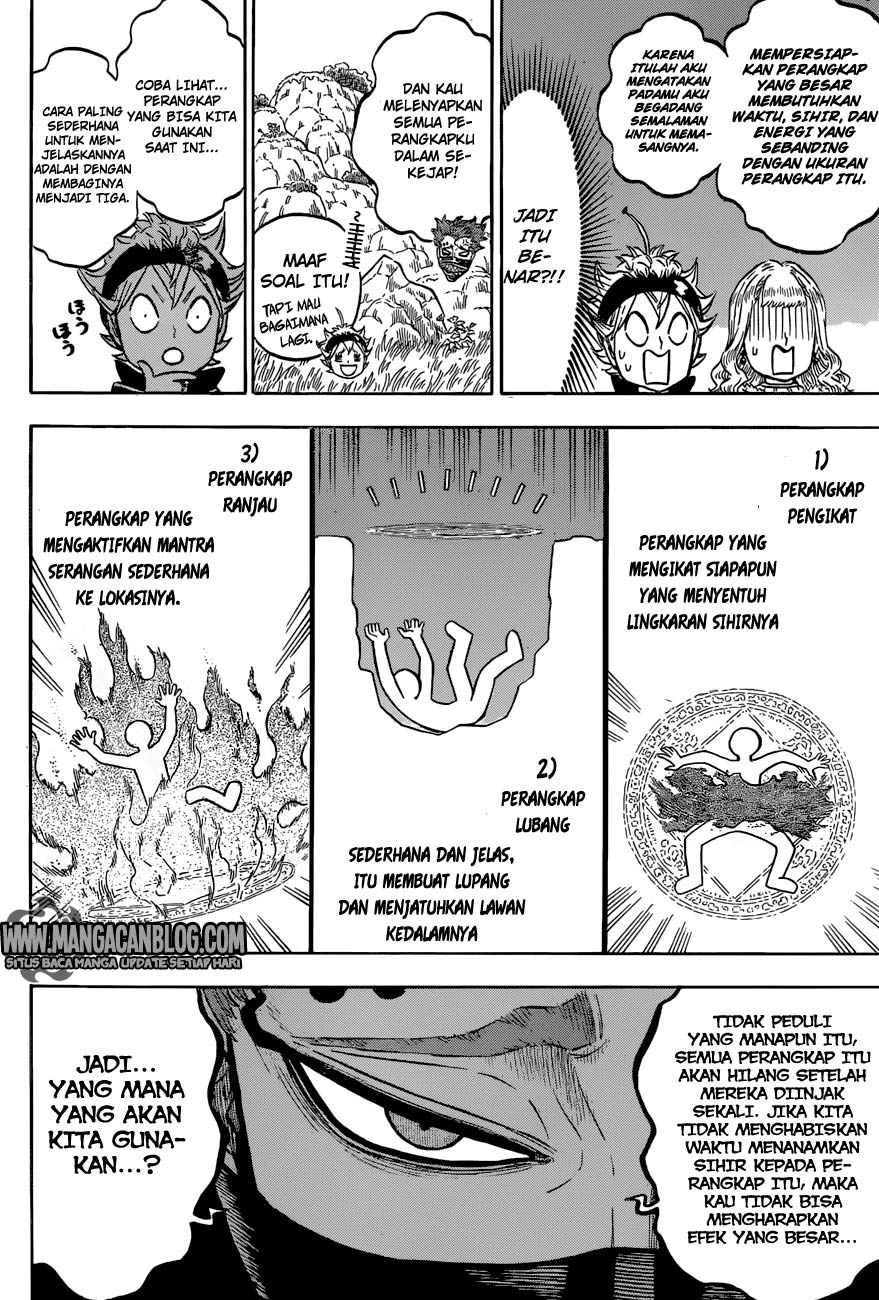 MEMPERSIAP-
KAN PERANGKAP
YANG BESAR
MEMBUTUHKAN
WAKTU, SIHIR, DAN
ENERGI YANG
SEBANDING
DENGAN UKURAN
PERANGKAP ITU.
KARENA
ITULAH AKU
MENGATAKAN
PADAMU AKU
BEGADANG
SEMALAMAN
UNTUK MEMA-
SANGNYA.
JADI
ITU
BE-
NAR?!!
DAN KAU
MELENYAPKAN
SEMUA PE-
RANGKAPKU
DALAM SE-
KEJAP!
MAAF
SOAL ITU!
TAPI MAU
BAGAIMANA
LAGI.
COBA LIHAT...
PERANGKAP
YANG BISA KITA
GUNAKAN
SAAT INI...
CARA PALING
SEDERHANA
UNTUK MEN-
JELASKANNYA
ADALAH DENGAN
MEMBAGINYA
MENJADI TIGA.
ほうほう
1)
PERANGKAP
PENGIKAT
PERANGKAP YANG
MENGIKAT SIAPAPUN
YANG MENYENTUH
LINGKARAN SIHIRNYA
2)
PERANGKAP
LUBANG
SEDERHANA DAN JELAS,
ITU MEMBUAT LUPANG
DAN MENJATUHKAN LAWAN
KEDALAMNYA
3)
PERANGKAP
RANJAU
PERANGKAP YANG
MENGAKTIFKAN MANTRA
SERANGAN SEDERHANA
KE LOKASINYA.
WWW.MANGACANBLOG.COM
SITUS BACA MANGA UPDATE SETIAP HARI
TIDAK PEDULI
YANG MANAPUN ITU,
SEMUA PERANGKAP ITU
AKAN HILANG SETELAH
MEREKA DIINJAK
SEKALI. JIKA KITA
TIDAK MENGHABISKAN
WAKTU MENANAMKAN
SIHIR KEPADA PE-
RANGKAP ITU, MAKA
KAU TIDAK BISA
MENGHARAPKAN
EFEK YANG BESAR...
JADI...
YANG MANA
YANG AKAN
KITA GUNA-
KAN...?